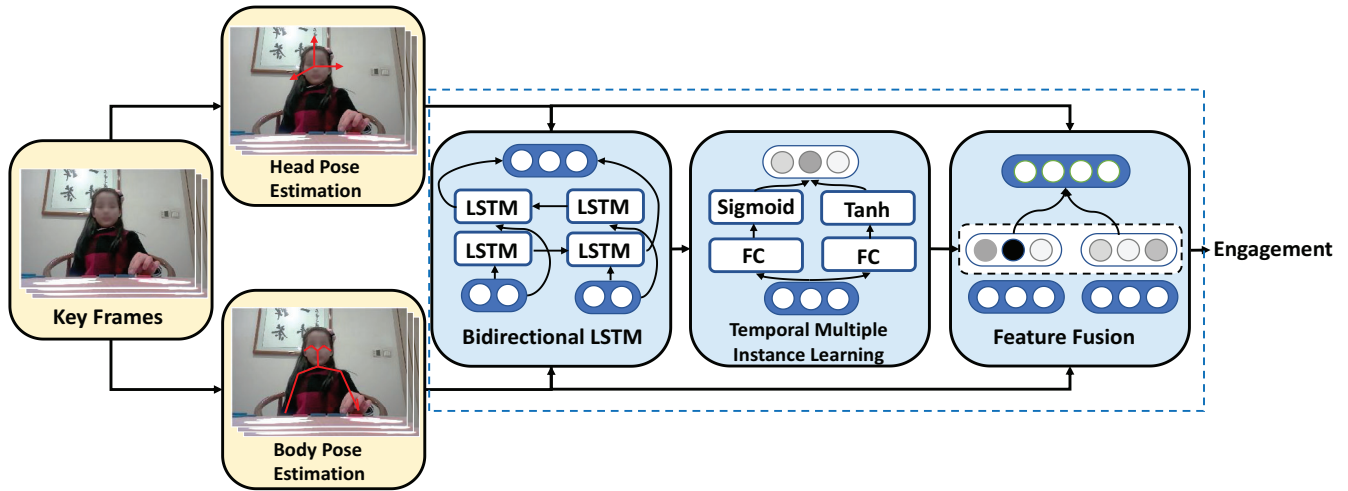 Key Frames
Head Pose
Estimation
Body Pose
Estimation
LSTM
LSTM
LSTM
LSTM
Bidirectional LSTM
Sigmoid
Tanh
FC
FC
Temporal Multiple
Instance Learning
Feature Fusion
Engagement